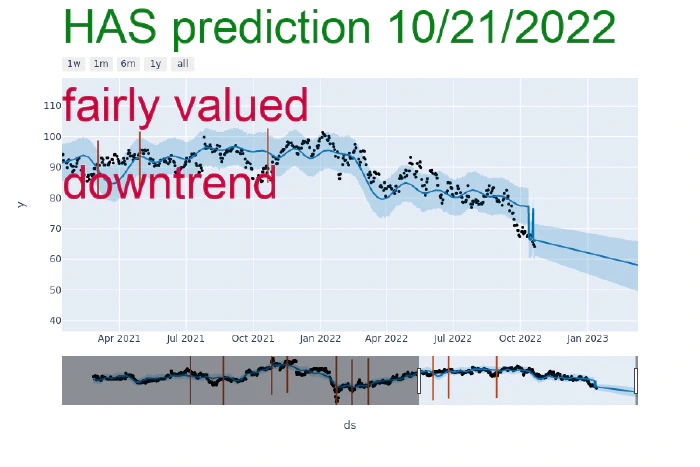 HAS prediction 10/21/2022
1w 1m 6m 1y all
fairly valued
downtrend
110
100
90
80
70
60
50
40
y
Apr 2021 Jul 2021 Oct 2021 Jan 2022 Apr 2022 Jul 2022 Oct 2022 Jan 2023
ds